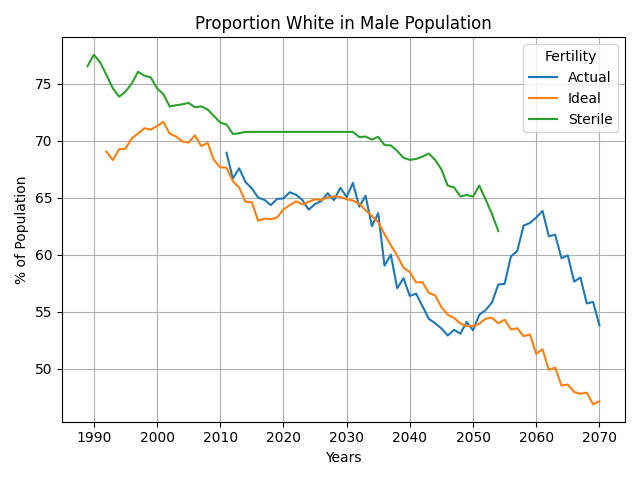 Proportion White in Male Population
Fertility
Actual
Ideal
Sterile
% of Population
75
70
65
60
55
50
1990 2000 2010 2020 2030 2040 2050 2060 2070
Years